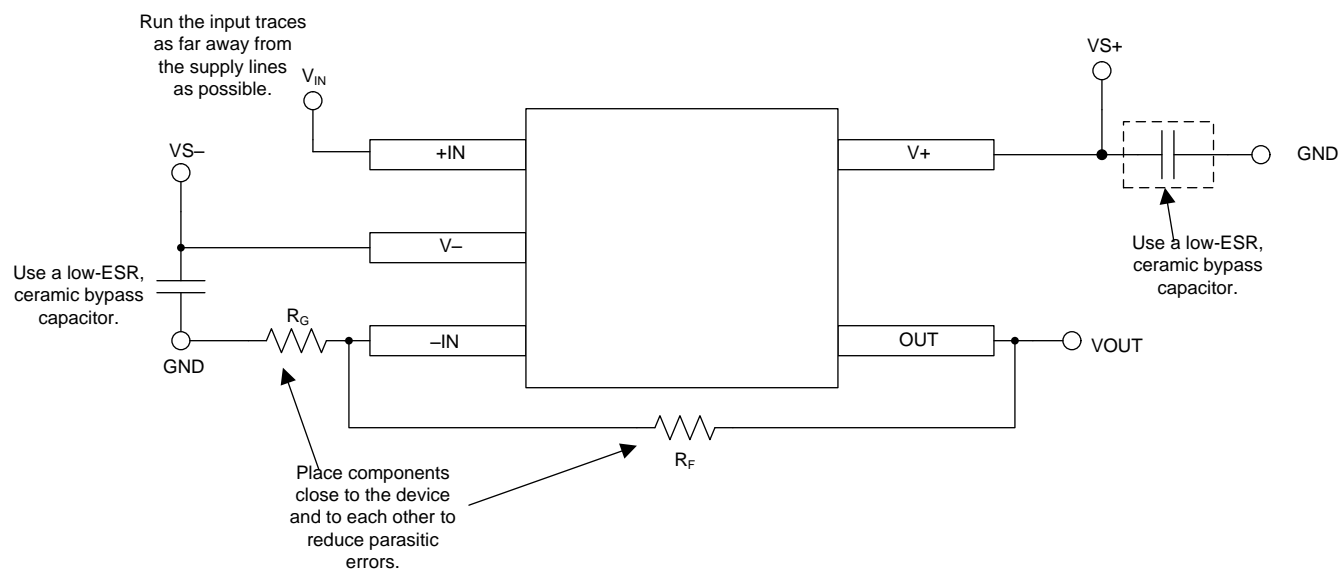 Run the input traces
as far away from
the supply lines
as possible.
VIN
VS+
VS–
+IN
V+
GND
V–
Use a low-ESR,
ceramic bypass
capacitor.
Use a low-ESR,
ceramic bypass
capacitor.
RG
–IN
OUT
VOUT
GND
RF
Place components
close to the device
and to each other to
reduce parasitic
errors.